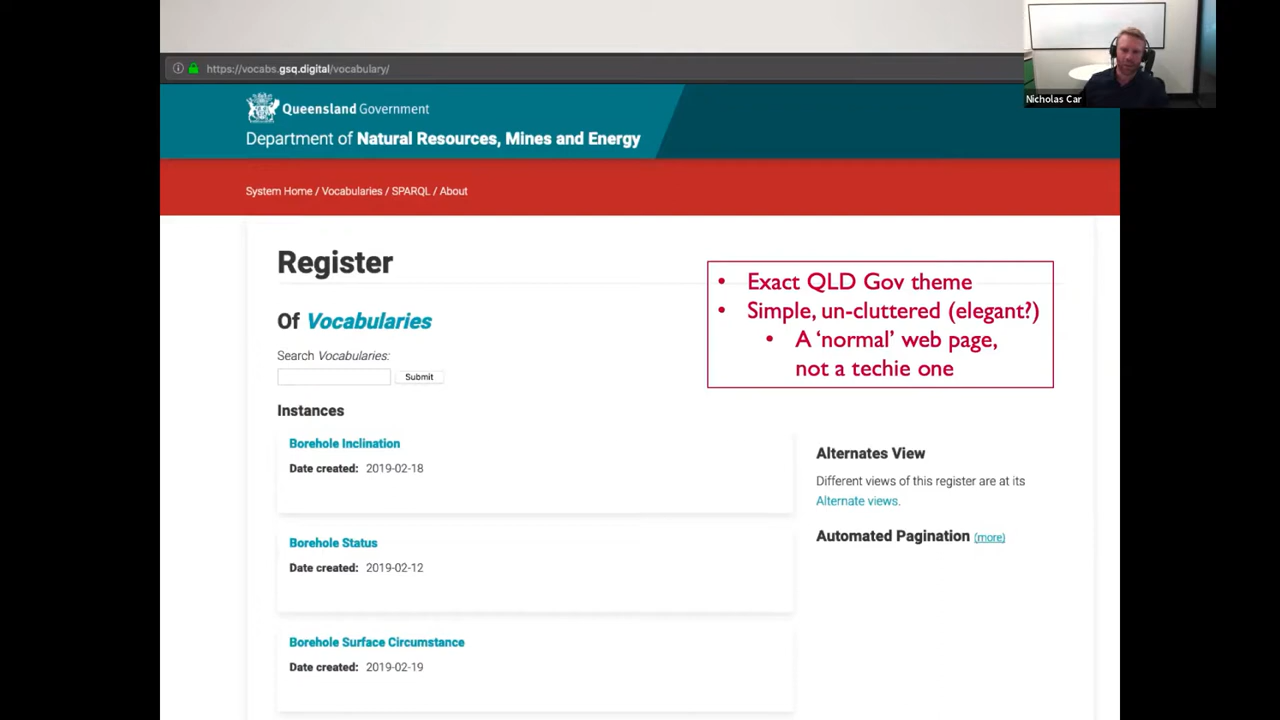 https://vocabs.gsq.digital/vocabulary/
Nicholas Car
Queensland Government
Department of Natural Resources, Mines and Energy
System Home / Vocabularies / SPARQL / About
Register
Of Vocabularies
Search Vocabularies:
Submit
• Exact QLD Gov theme
• Simple, un-cluttered (elegant?)
• A ‘normal’ web page,
not a techie one
Instances
Borehole Inclination
Date created: 2019-02-18
Borehole Status
Date created: 2019-02-12
Borehole Surface Circumstance
Date created: 2019-02-19
Alternates View
Different views of this register are at its
Alternate views.
Automated Pagination (more)